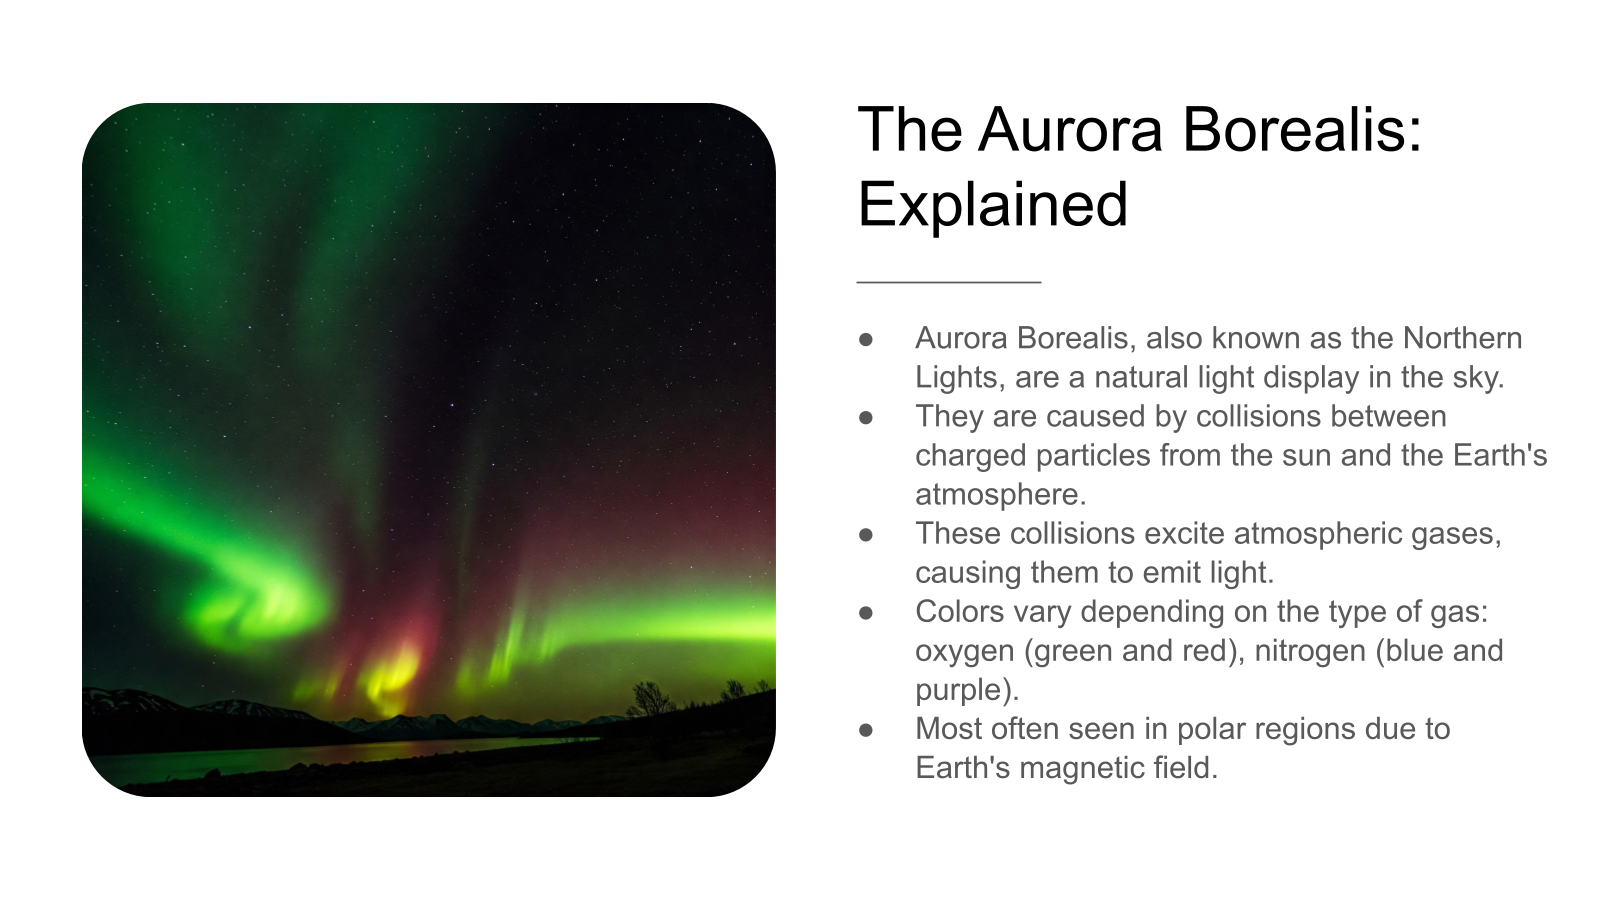 The Aurora Borealis:
Explained
● Aurora Borealis, also known as the Northern
Lights, are a natural light display in the sky.
● They are caused by collisions between
charged particles from the sun and the Earth's
atmosphere.
● These collisions excite atmospheric gases,
causing them to emit light.
● Colors vary depending on the type of gas:
oxygen (green and red), nitrogen (blue and
purple).
● Most often seen in polar regions due to
Earth's magnetic field.